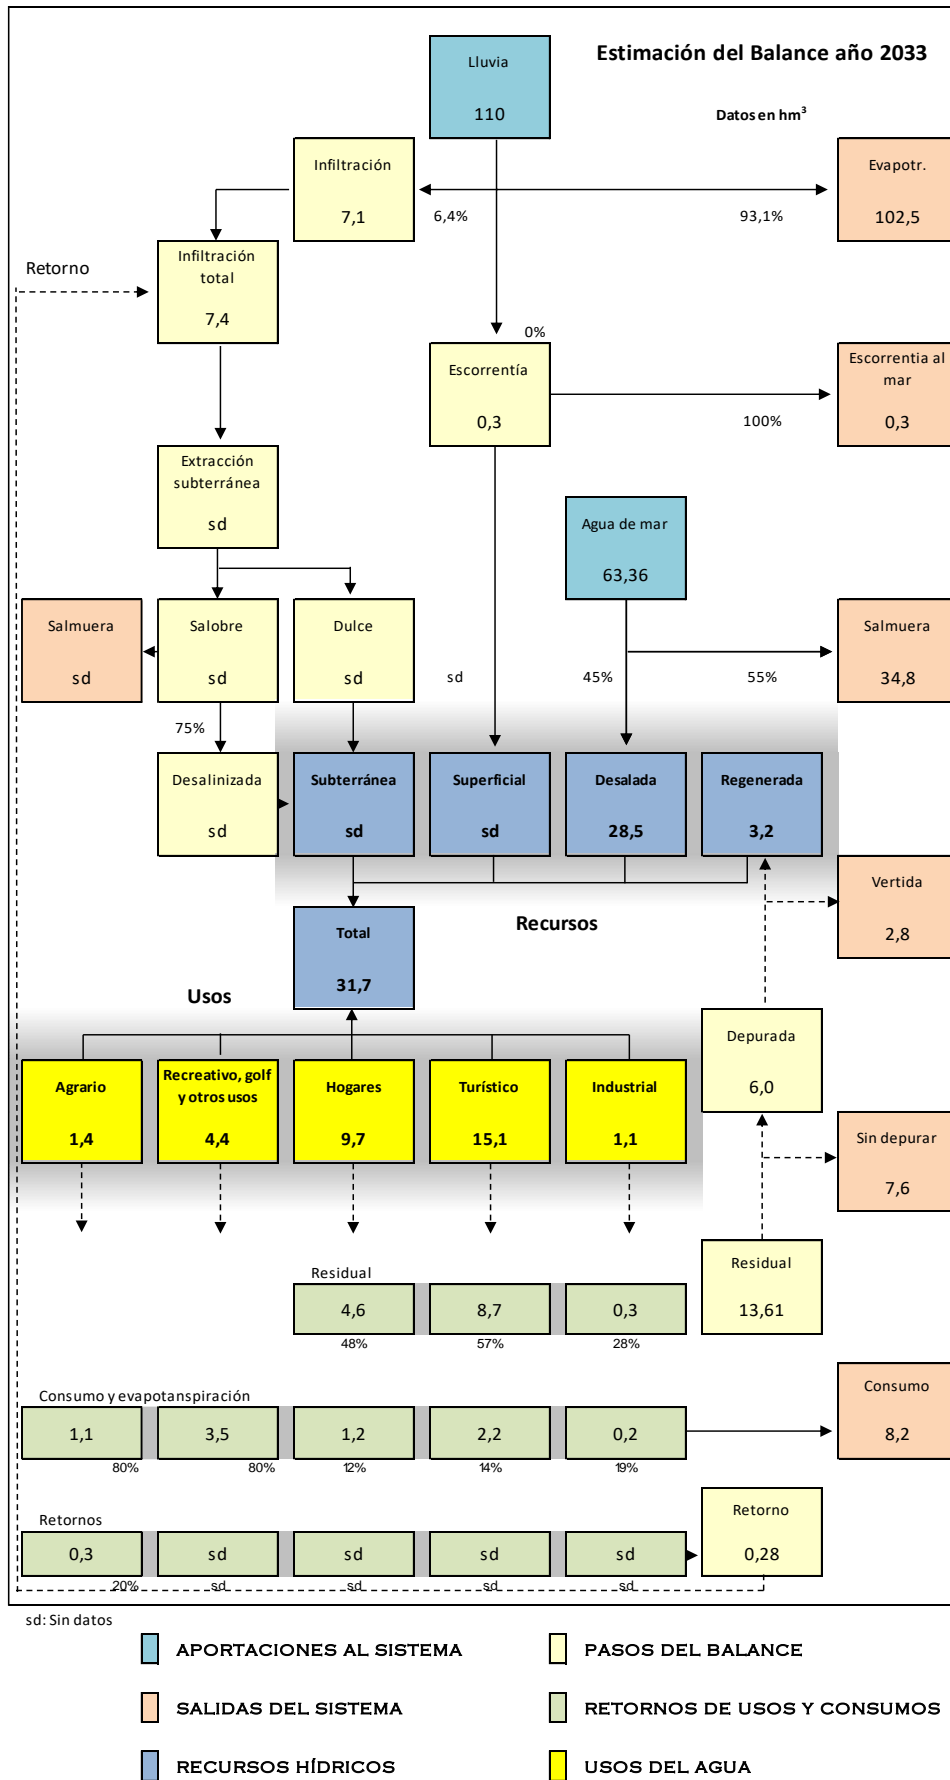 Estimación del Balance año 2033
Datos en hm³
Lluvia
110
Infiltración
7,1
6,4%
93,1%
Evapotr.
102,5
Retorno
Infiltración
total
7,4
0%
Escorrentía
0,3
100%
Escorrentia al
mar
0,3
Extracción
subterránea
sd
Agua de mar
63,36
Salmuera
sd
Salobre
sd
Dulce
sd
sd
45%
55%
Salmuera
34,8
75%
Desalinizada
sd
Subterránea
sd
Superficial
sd
Desalada
28,5
Regenerada
3,2
Vertida
2,8
Recursos
Total
31,7
Usos
Depurada
6,0
Agrario
1,4
Recreativo, golf
y otros usos
4,4
Hogares
9,7
Turístico
15,1
Industrial
1,1
Sin depurar
7,6
Residual
4,6
8,7
0,3
48%
57%
28%
Residual
13,61
Consumo y evapotanspiración
1,1
3,5
1,2
2,2
0,2
80%
80%
12%
14%
19%
Consumo
8,2
Retornos
0,3
sd
sd
sd
sd
20%
sd
sd
sd
sd
Retorno
0,28
sd: Sin datos
APORTACIONES AL SISTEMA
PASOS DEL BALANCE
SALIDAS DEL SISTEMA
RETORNOS DE USOS Y CONSUMOS
RECURSOS HÍDRICOS
USOS DEL AGUA